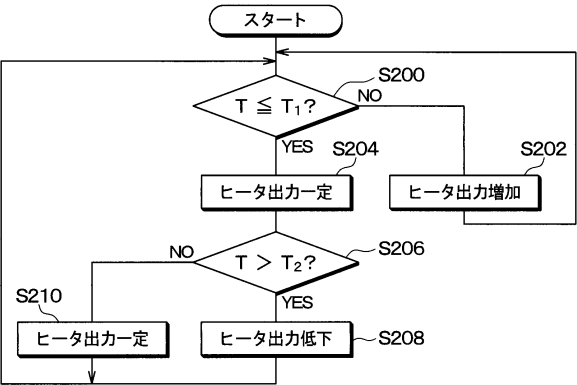 スタート
S200
T ≦ T₁?
NO
YES
S204
S202
ヒータ出力一定
ヒータ出力増加
S206
T > T₂?
NO
YES
S210
S208
ヒータ出力一定
ヒータ出力低下